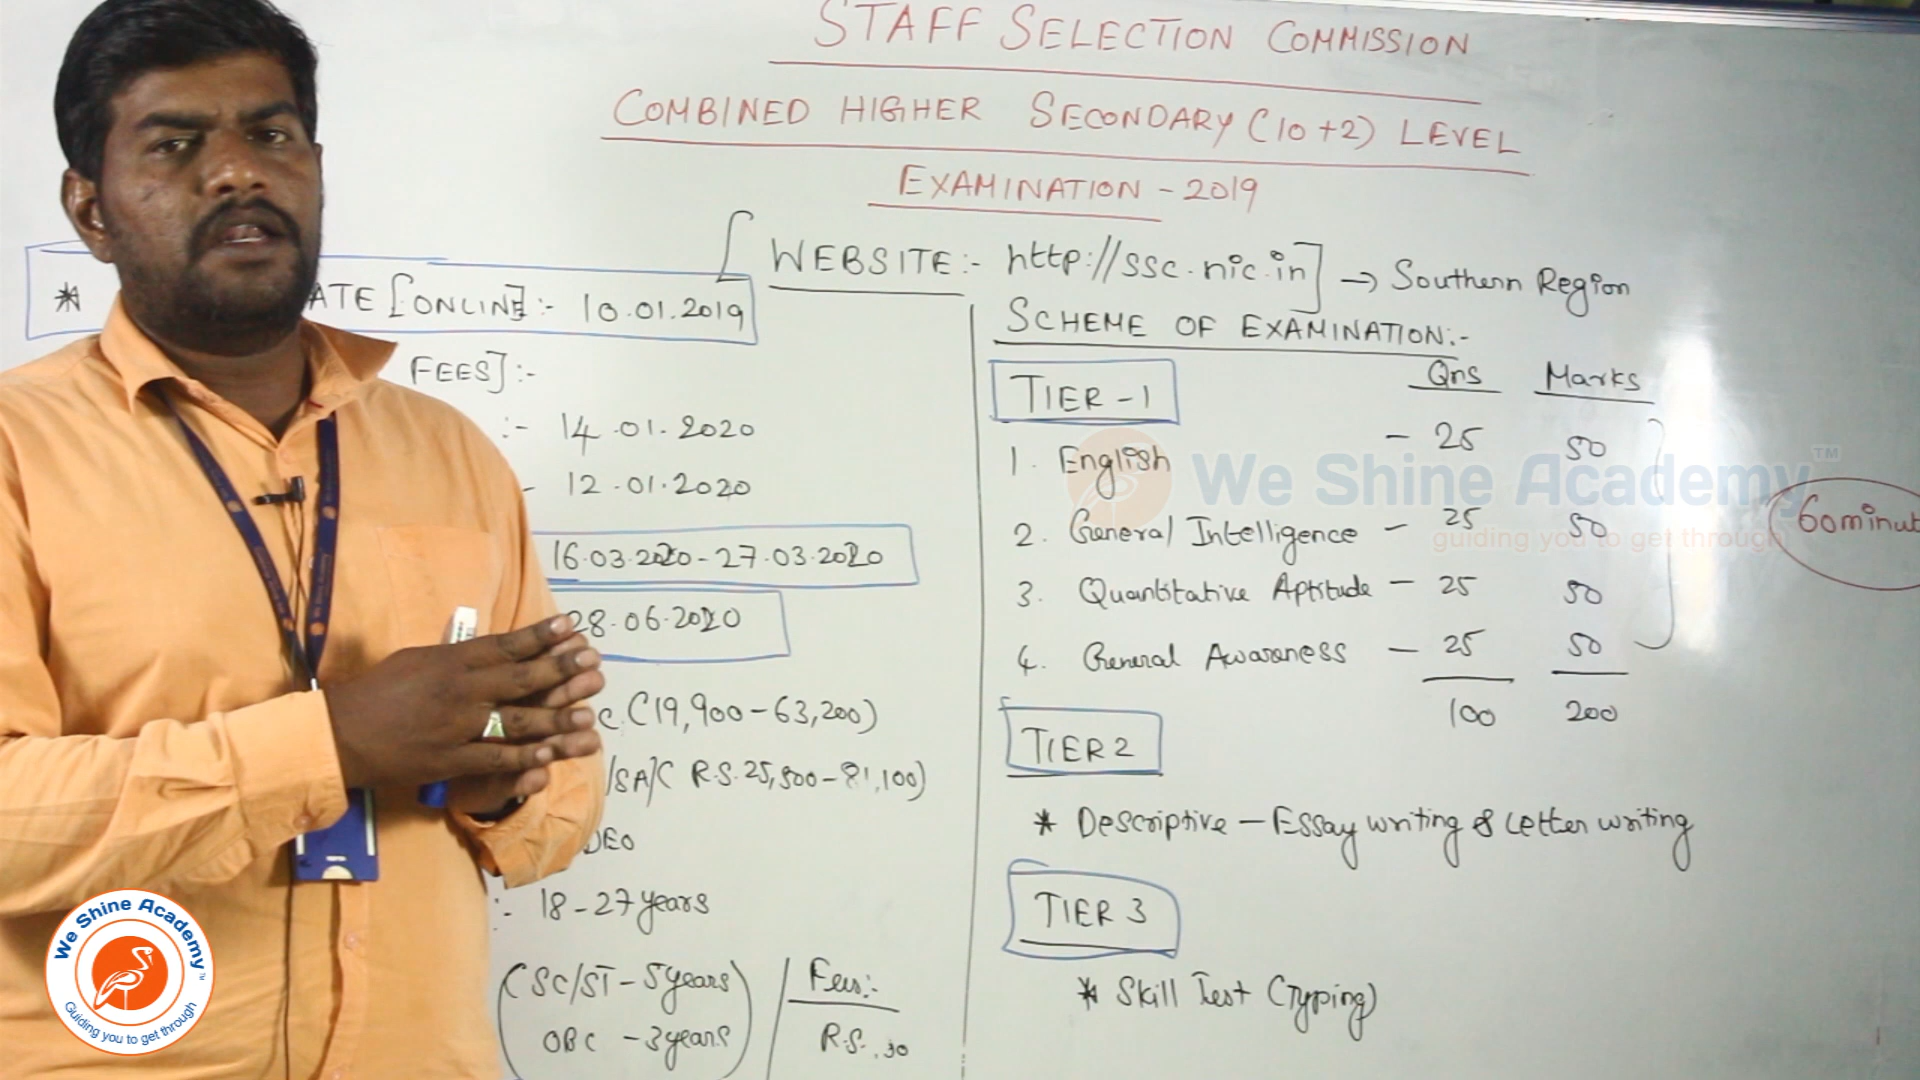 STAFF SELECTION COMMISSION
COMBINED HIGHER SECONDARY (10+2) LEVEL
EXAMINATION - 2019
[WEBSITE:- http://ssc.nic.in] → Southern Region
* ATE [ONLINE]:- 10.01.2019
FEES]:-
:- 14.01.2020
- 12.01.2020
16.03.2020 - 27.03.2020
28.06.2020
C (19,900 - 63,200)
/SA/C R.S. 25,500 - 81,100)
DEO
:- 18 - 27 years
(SC/ST - 5 years
OBC - 3 years)
Fees:-
R.S.
SCHEME OF EXAMINATION:-
Qns Marks
TIER - 1
1. English - 25 50
2. General Intelligence - 25 50
3. Quantitative Aptitude - 25 50
4. General Awareness - 25 50
100 200
60 minut
TIER 2
* Descriptive - Essay writing & Letter writing
TIER 3
* Skill Test (Typing)
We Shine Academy™
guiding you to get through
We Shine Academy™
Guiding you to get through